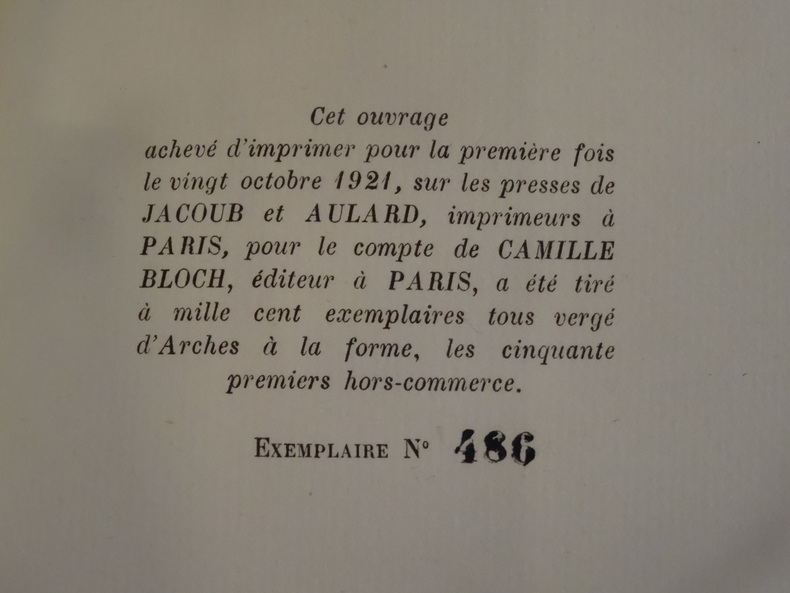 Cet ouvrage
achevé d'imprimer pour la première fois
le vingt octobre 1921, sur les presses de
JACOUB et AULARD, imprimeurs à
PARIS, pour le compte de CAMILLE
BLOCH, éditeur à PARIS, a été tiré
à mille cent exemplaires tous vergé
d'Arches à la forme, les cinquante
premiers hors-commerce.
EXEMPLAIRE N° 486